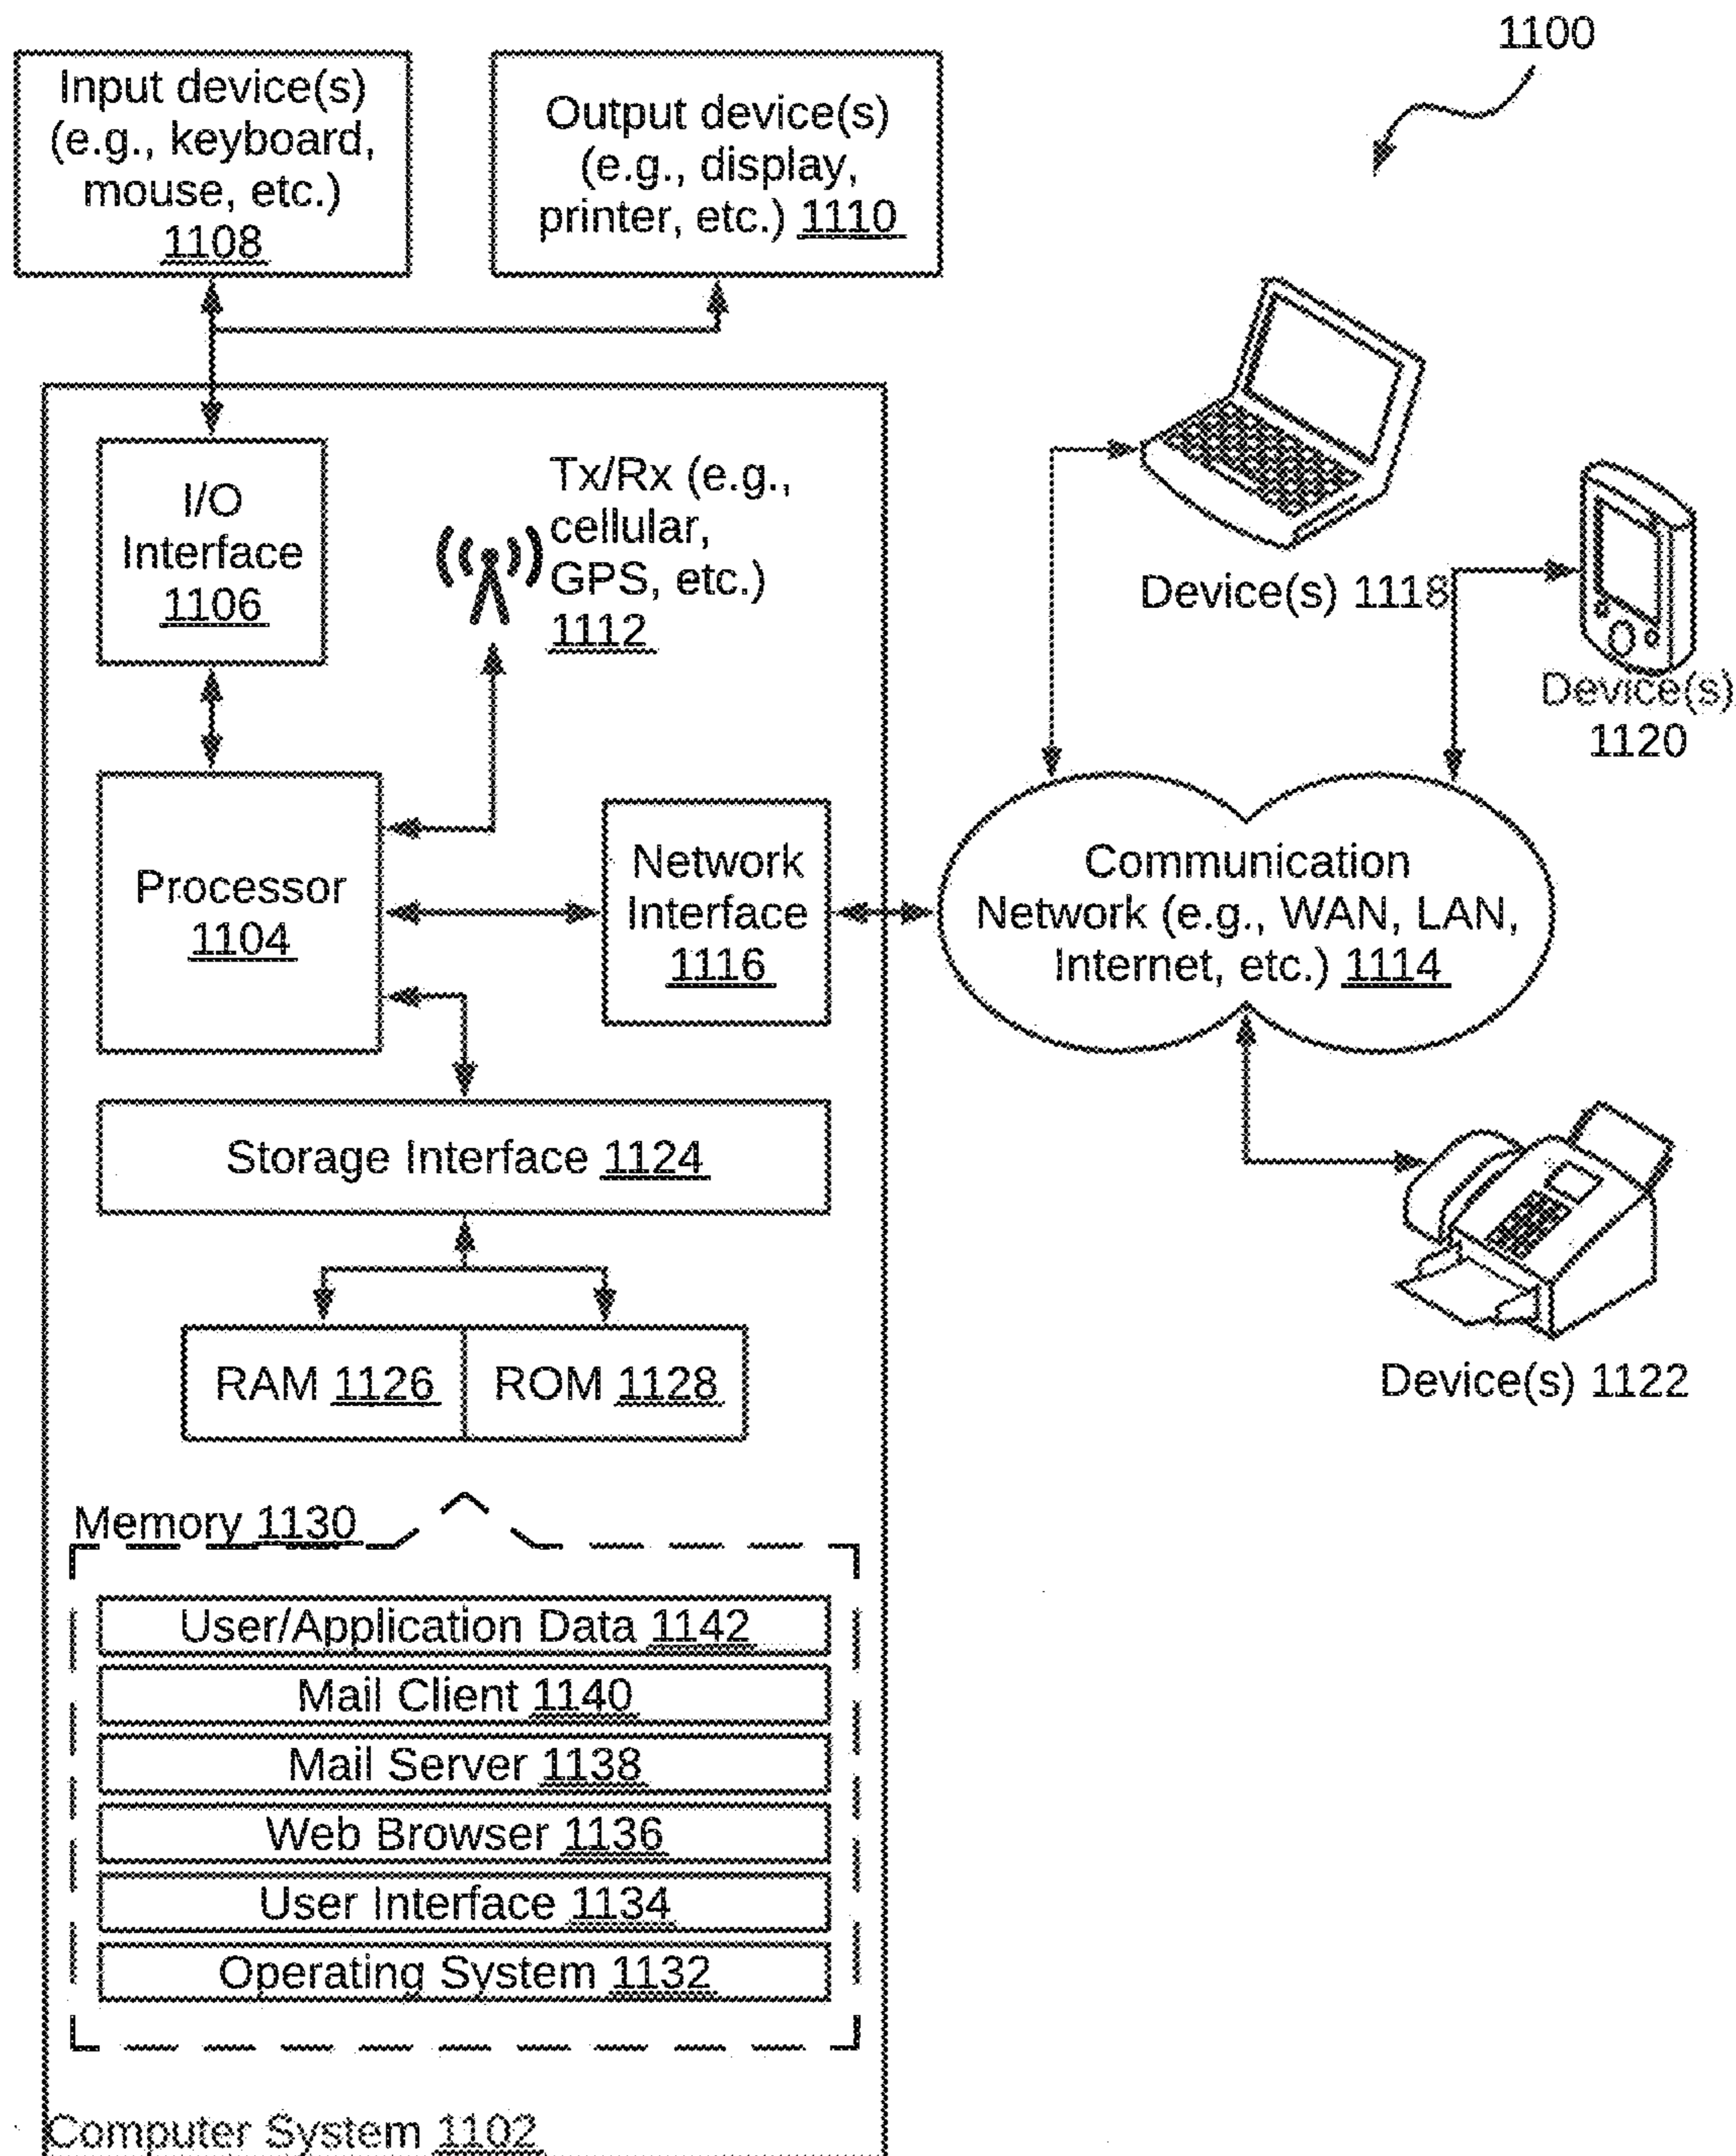 1100
Input device(s)
(e.g., keyboard,
mouse, etc.)
1108
Output device(s)
(e.g., display,
printer, etc.) 1110
I/O
Interface
1106
Tx/Rx (e.g.,
cellular,
GPS, etc.)
1112
Device(s) 1118
Device(s)
1120
Processor
1104
Network
Interface
1116
Communication
Network (e.g., WAN, LAN,
Internet, etc.) 1114
Storage Interface 1124
RAM 1126
ROM 1128
Device(s) 1122
Memory 1130
User/Application Data 1142
Mail Client 1140
Mail Server 1138
Web Browser 1136
User Interface 1134
Operating System 1132
Computer System 1102